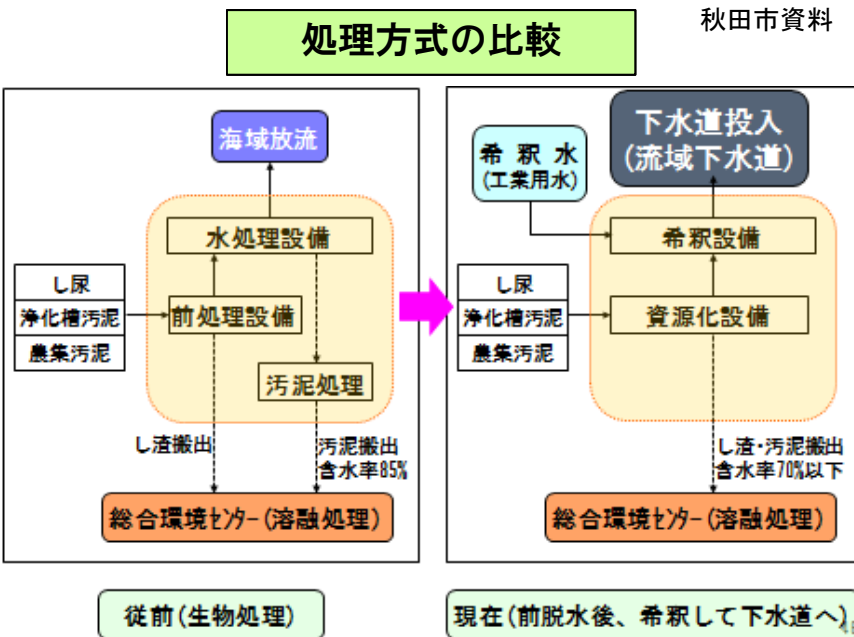 秋田市資料
処理方式の比較
海域放流
水処理設備
し尿
浄化槽汚泥
農集汚泥
前処理設備
汚泥処理
し渣搬出
汚泥搬出
含水率85%
総合環境ｾﾝﾀｰ(溶融処理)
従前(生物処理)
下水道投入
(流域下水道)
希釈水
(工業用水)
希釈設備
し尿
浄化槽汚泥
農集汚泥
資源化設備
し渣・汚泥搬出
含水率70%以下
総合環境ｾﾝﾀｰ(溶融処理)
現在(前脱水後、希釈して下水道へ)